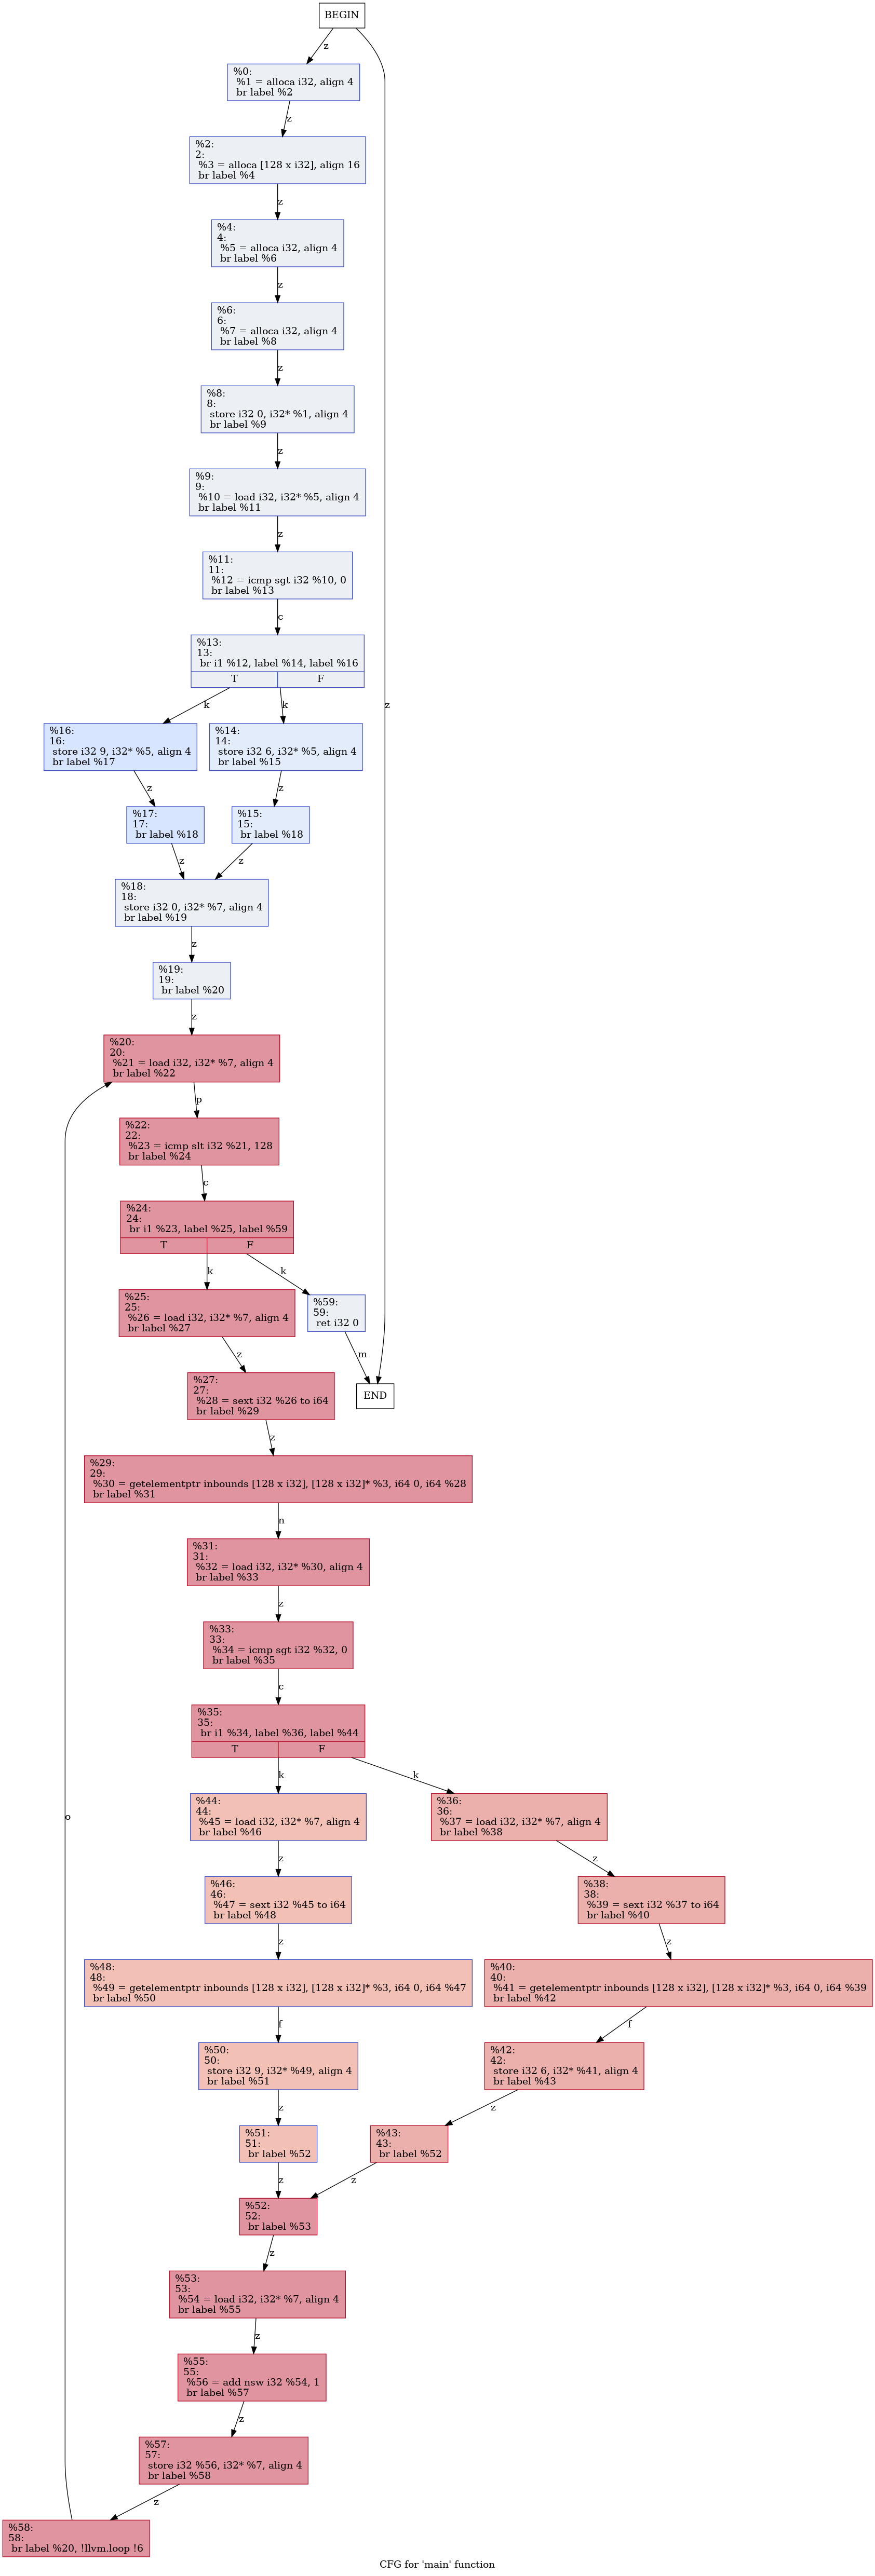 BEGIN
z
%0:
%1 = alloca i32, align 4
br label %2
z
%2:
2:
%3 = alloca [128 x i32], align 16
br label %4
z
%4:
4:
%5 = alloca i32, align 4
br label %6
z
%6:
6:
%7 = alloca i32, align 4
br label %8
z
%8:
8:
store i32 0, i32* %1, align 4
br label %9
z
%9:
9:
%10 = load i32, i32* %5, align 4
br label %11
z
%11:
11:
%12 = icmp sgt i32 %10, 0
br label %13
c
%13:
13:
br i1 %12, label %14, label %16
T F
k k z
%16:
16:
store i32 9, i32* %5, align 4
br label %17
%14:
14:
store i32 6, i32* %5, align 4
br label %15
z z
%17:
17:
br label %18
%15:
15:
br label %18
z z
%18:
18:
store i32 0, i32* %7, align 4
br label %19
z
%19:
19:
br label %20
z
%20:
20:
%21 = load i32, i32* %7, align 4
br label %22
p
%22:
22:
%23 = icmp slt i32 %21, 128
br label %24
c
%24:
24:
br i1 %23, label %25, label %59
T F
k k
%25:
25:
%26 = load i32, i32* %7, align 4
br label %27
%59:
59:
ret i32 0
z m
%27:
27:
%28 = sext i32 %26 to i64
br label %29
END
z
%29:
29:
%30 = getelementptr inbounds [128 x i32], [128 x i32]* %3, i64 0, i64 %28
br label %31
n
%31:
31:
%32 = load i32, i32* %30, align 4
br label %33
z
%33:
33:
%34 = icmp sgt i32 %32, 0
br label %35
c
%35:
35:
br i1 %34, label %36, label %44
T F
k k
o
%44:
44:
%45 = load i32, i32* %7, align 4
br label %46
%36:
36:
%37 = load i32, i32* %7, align 4
br label %38
z z
%46:
46:
%47 = sext i32 %45 to i64
br label %48
%38:
38:
%39 = sext i32 %37 to i64
br label %40
z z
%48:
48:
%49 = getelementptr inbounds [128 x i32], [128 x i32]* %3, i64 0, i64 %47
br label %50
%40:
40:
%41 = getelementptr inbounds [128 x i32], [128 x i32]* %3, i64 0, i64 %39
br label %42
f f
%50:
50:
store i32 9, i32* %49, align 4
br label %51
%42:
42:
store i32 6, i32* %41, align 4
br label %43
z z
%51:
51:
br label %52
%43:
43:
br label %52
z z
%52:
52:
br label %53
z
%53:
53:
%54 = load i32, i32* %7, align 4
br label %55
z
%55:
55:
%56 = add nsw i32 %54, 1
br label %57
z
%57:
57:
store i32 %56, i32* %7, align 4
br label %58
z
%58:
58:
br label %20, !llvm.loop !6
CFG for 'main' function